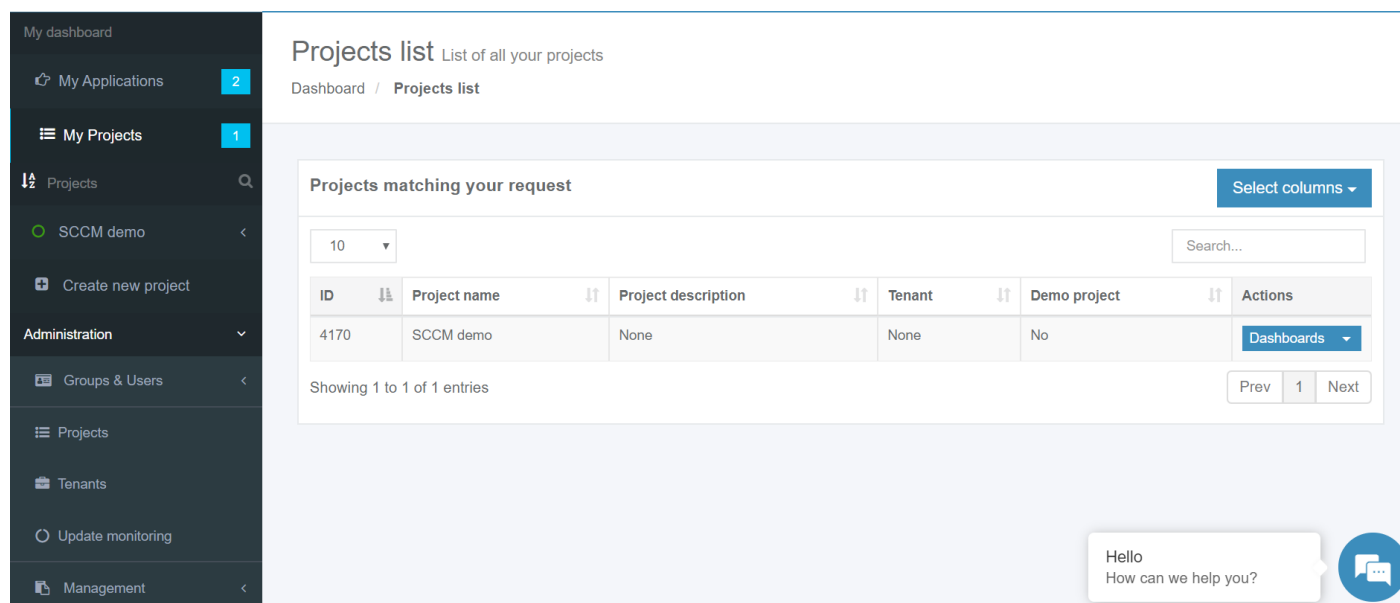 My dashboard
My Applications 2
My Projects 1
Projects
SCCM demo
Create new project
Administration
Groups & Users
Projects
Tenants
Update monitoring
Management
Projects list List of all your projects
Dashboard / Projects list
Projects matching your request
Select columns
10
Search...
ID Project name Project description Tenant Demo project Actions
4170 SCCM demo None None No Dashboards
Showing 1 to 1 of 1 entries
Prev 1 Next
Hello
How can we help you?